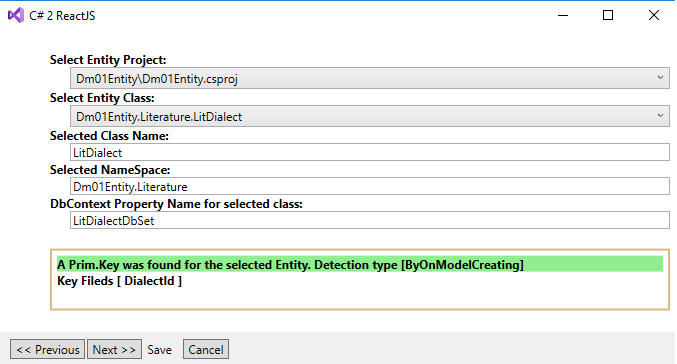 C# 2 ReactJS
Select Entity Project:
Dm01Entity\Dm01Entity.csproj
Select Entity Class:
Dm01Entity.Literature.LitDialect
Selected Class Name:
LitDialect
Selected NameSpace:
Dm01Entity.Literature
DbContext Property Name for selected class:
LitDialectDbSet
A Prim.Key was found for the selected Entity. Detection type [ByOnModelCreating]
Key Fileds [ DialectId ]
<< Previous Next >> Save Cancel